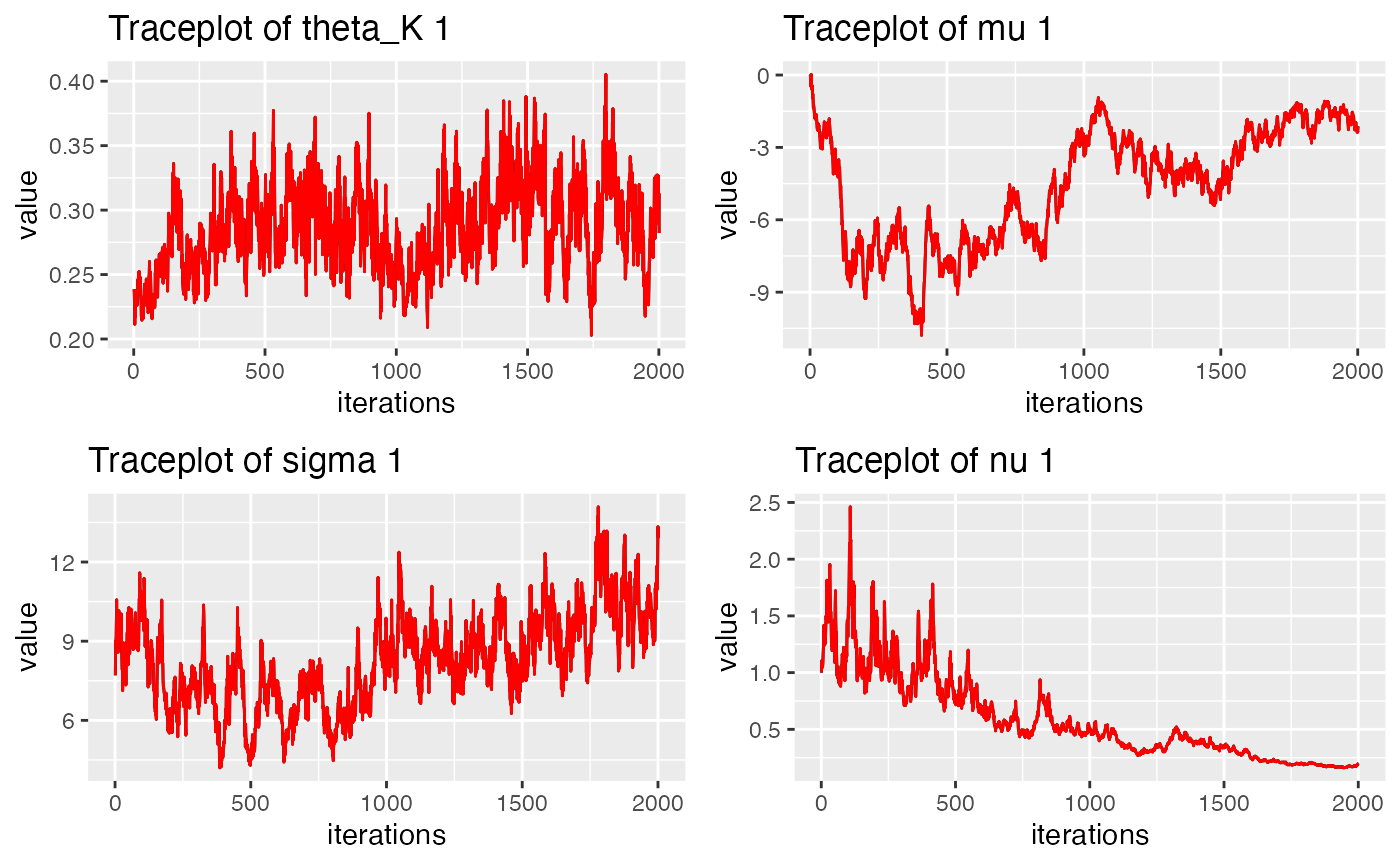 Traceplot of theta_K 1
0.40
0.35
0.30
0.25
0.20
value
0 500 1000 1500 2000
iterations
Traceplot of mu 1
0
-3
-6
-9
value
0 500 1000 1500 2000
iterations
Traceplot of sigma 1
12
9
6
value
0 500 1000 1500 2000
iterations
Traceplot of nu 1
2.5
2.0
1.5
1.0
0.5
value
0 500 1000 1500 2000
iterations